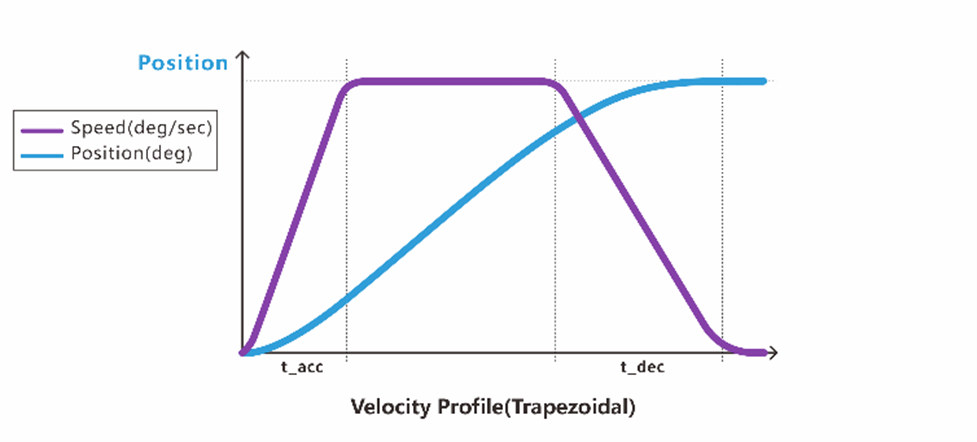 Position
Speed(deg/sec)
Position(deg)
t_acc
t_dec
Velocity Profile(Trapezoidal)